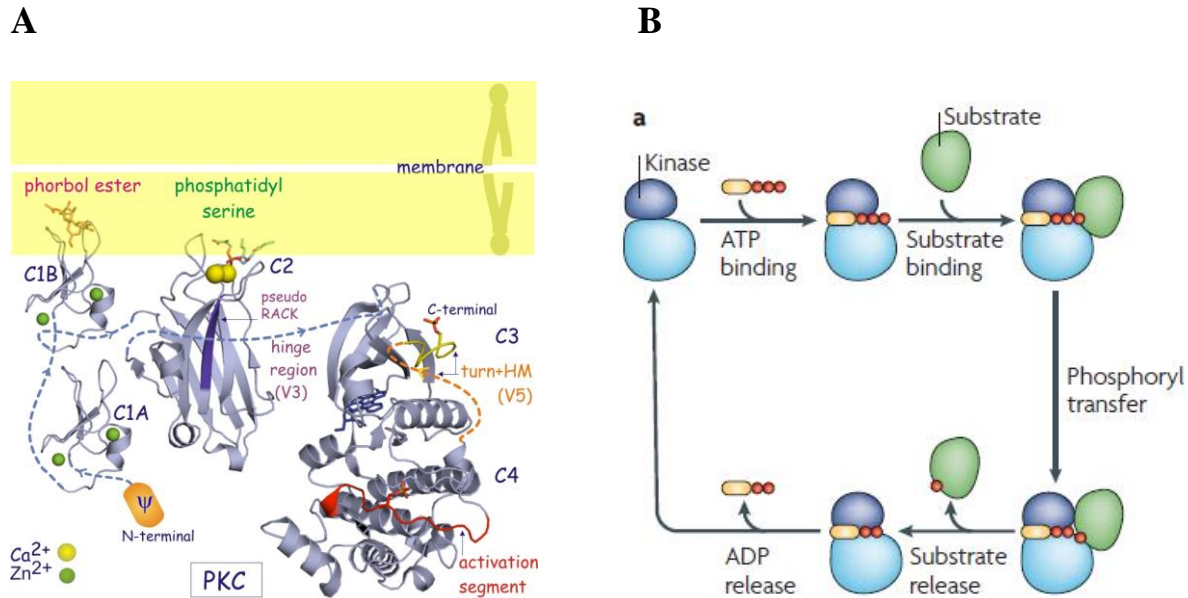 A
B
membrane
phorbol ester
phosphatidyl
serine
C1B
C2
pseudo
RACK
C-terminal
C3
hinge
region
(V3)
turn+HM
(V5)
C1A
C4
Ψ
N-terminal
Ca2+
Zn2+
PKC
activation
segment
a
Kinase
Substrate
ATP
binding
Substrate
binding
Phosphoryl
transfer
ADP
release
Substrate
release